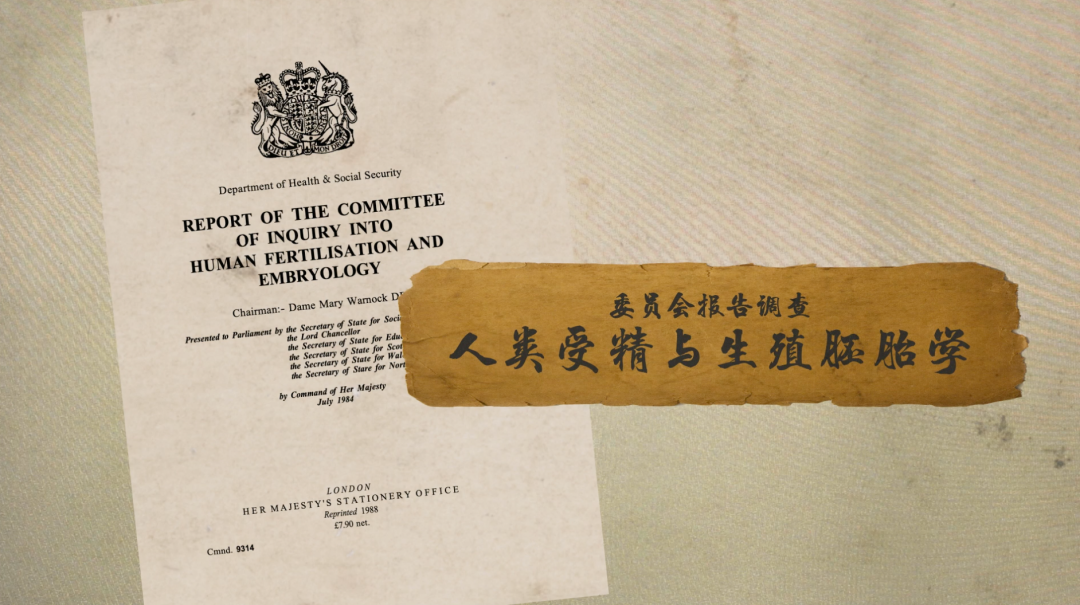 Department of Health & Social Security
REPORT OF THE COMMITTEE
OF INQUIRY INTO
HUMAN FERTILISATION AND
EMBRYOLOGY
Chairman:- Dame Mary Warnock
Presented to Parliament by the Secretary of State for
the Lord Chancellor
the Secretary of State for
the Secretary of State for
the Secretary of State for
the Secretary of Stare for
by Command of Her Majesty
July 1984
LONDON
HER MAJESTY'S STATIONERY OFFICE
Reprinted 1988
£7.90 net.
Cmnd. 9314
委员会报告调查
人类受精与生殖胚胎学